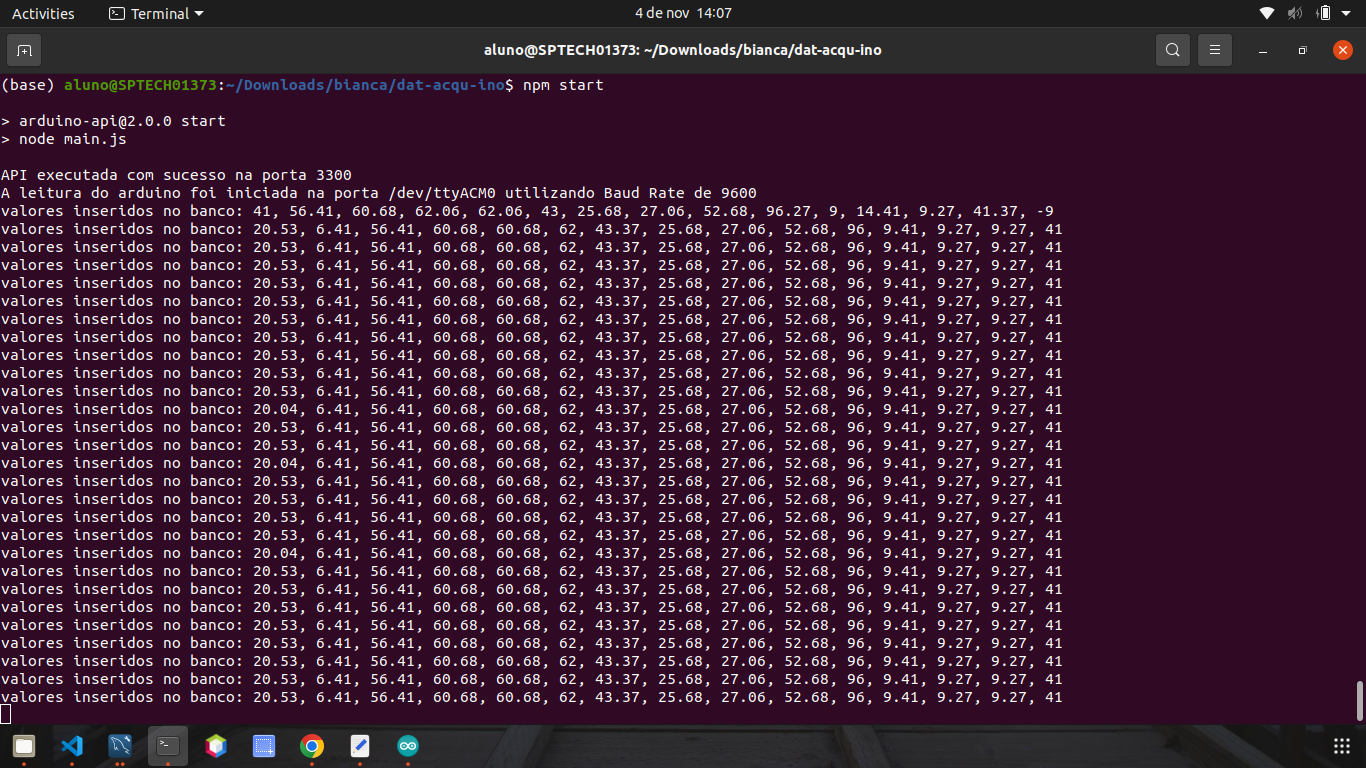 Activities
Terminal
4 de nov 14:07
aluno@SPTECH01373: ~/Downloads/bianca/dat-acqu-ino
(base) aluno@SPTECH01373:~/Downloads/bianca/dat-acqu-ino$ npm start
> arduino-api@2.0.0 start
> node main.js
API executada com sucesso na porta 3300
A leitura do arduino foi iniciada na porta /dev/ttyACM0 utilizando Baud Rate de 9600
valores inseridos no banco: 41, 56.41, 60.68, 62.06, 62.06, 43, 25.68, 27.06, 52.68, 96.27, 9, 14.41, 9.27, 41.37, -9
valores inseridos no banco: 20.53, 6.41, 56.41, 60.68, 60.68, 62, 43.37, 25.68, 27.06, 52.68, 96, 9.41, 9.27, 9.27, 41
valores inseridos no banco: 20.53, 6.41, 56.41, 60.68, 60.68, 62, 43.37, 25.68, 27.06, 52.68, 96, 9.41, 9.27, 9.27, 41
valores inseridos no banco: 20.53, 6.41, 56.41, 60.68, 60.68, 62, 43.37, 25.68, 27.06, 52.68, 96, 9.41, 9.27, 9.27, 41
valores inseridos no banco: 20.53, 6.41, 56.41, 60.68, 60.68, 62, 43.37, 25.68, 27.06, 52.68, 96, 9.41, 9.27, 9.27, 41
valores inseridos no banco: 20.53, 6.41, 56.41, 60.68, 60.68, 62, 43.37, 25.68, 27.06, 52.68, 96, 9.41, 9.27, 9.27, 41
valores inseridos no banco: 20.53, 6.41, 56.41, 60.68, 60.68, 62, 43.37, 25.68, 27.06, 52.68, 96, 9.41, 9.27, 9.27, 41
valores inseridos no banco: 20.53, 6.41, 56.41, 60.68, 60.68, 62, 43.37, 25.68, 27.06, 52.68, 96, 9.41, 9.27, 9.27, 41
valores inseridos no banco: 20.53, 6.41, 56.41, 60.68, 60.68, 62, 43.37, 25.68, 27.06, 52.68, 96, 9.41, 9.27, 9.27, 41
valores inseridos no banco: 20.53, 6.41, 56.41, 60.68, 60.68, 62, 43.37, 25.68, 27.06, 52.68, 96, 9.41, 9.27, 9.27, 41
valores inseridos no banco: 20.53, 6.41, 56.41, 60.68, 60.68, 62, 43.37, 25.68, 27.06, 52.68, 96, 9.41, 9.27, 9.27, 41
valores inseridos no banco: 20.04, 6.41, 56.41, 60.68, 60.68, 62, 43.37, 25.68, 27.06, 52.68, 96, 9.41, 9.27, 9.27, 41
valores inseridos no banco: 20.53, 6.41, 56.41, 60.68, 60.68, 62, 43.37, 25.68, 27.06, 52.68, 96, 9.41, 9.27, 9.27, 41
valores inseridos no banco: 20.53, 6.41, 56.41, 60.68, 60.68, 62, 43.37, 25.68, 27.06, 52.68, 96, 9.41, 9.27, 9.27, 41
valores inseridos no banco: 20.04, 6.41, 56.41, 60.68, 60.68, 62, 43.37, 25.68, 27.06, 52.68, 96, 9.41, 9.27, 9.27, 41
valores inseridos no banco: 20.53, 6.41, 56.41, 60.68, 60.68, 62, 43.37, 25.68, 27.06, 52.68, 96, 9.41, 9.27, 9.27, 41
valores inseridos no banco: 20.53, 6.41, 56.41, 60.68, 60.68, 62, 43.37, 25.68, 27.06, 52.68, 96, 9.41, 9.27, 9.27, 41
valores inseridos no banco: 20.53, 6.41, 56.41, 60.68, 60.68, 62, 43.37, 25.68, 27.06, 52.68, 96, 9.41, 9.27, 9.27, 41
valores inseridos no banco: 20.53, 6.41, 56.41, 60.68, 60.68, 62, 43.37, 25.68, 27.06, 52.68, 96, 9.41, 9.27, 9.27, 41
valores inseridos no banco: 20.04, 6.41, 56.41, 60.68, 60.68, 62, 43.37, 25.68, 27.06, 52.68, 96, 9.41, 9.27, 9.27, 41
valores inseridos no banco: 20.53, 6.41, 56.41, 60.68, 60.68, 62, 43.37, 25.68, 27.06, 52.68, 96, 9.41, 9.27, 9.27, 41
valores inseridos no banco: 20.53, 6.41, 56.41, 60.68, 60.68, 62, 43.37, 25.68, 27.06, 52.68, 96, 9.41, 9.27, 9.27, 41
valores inseridos no banco: 20.53, 6.41, 56.41, 60.68, 60.68, 62, 43.37, 25.68, 27.06, 52.68, 96, 9.41, 9.27, 9.27, 41
valores inseridos no banco: 20.53, 6.41, 56.41, 60.68, 60.68, 62, 43.37, 25.68, 27.06, 52.68, 96, 9.41, 9.27, 9.27, 41
valores inseridos no banco: 20.53, 6.41, 56.41, 60.68, 60.68, 62, 43.37, 25.68, 27.06, 52.68, 96, 9.41, 9.27, 9.27, 41
valores inseridos no banco: 20.53, 6.41, 56.41, 60.68, 60.68, 62, 43.37, 25.68, 27.06, 52.68, 96, 9.41, 9.27, 9.27, 41
valores inseridos no banco: 20.53, 6.41, 56.41, 60.68, 60.68, 62, 43.37, 25.68, 27.06, 52.68, 96, 9.41, 9.27, 9.27, 41
valores inseridos no banco: 20.53, 6.41, 56.41, 60.68, 60.68, 62, 43.37, 25.68, 27.06, 52.68, 96, 9.41, 9.27, 9.27, 41